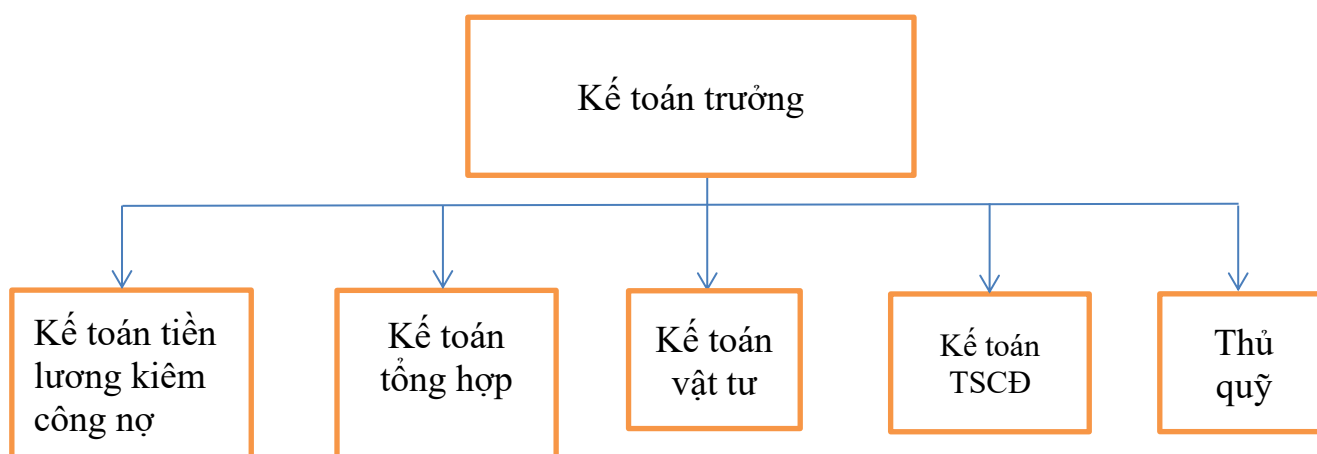 Kế toán trưởng
Kế toán tiền
lương kiêm
công nợ
Kế toán
tổng hợp
Kế toán
vật tư
Kế toán
TSCĐ
Thủ
quỹ